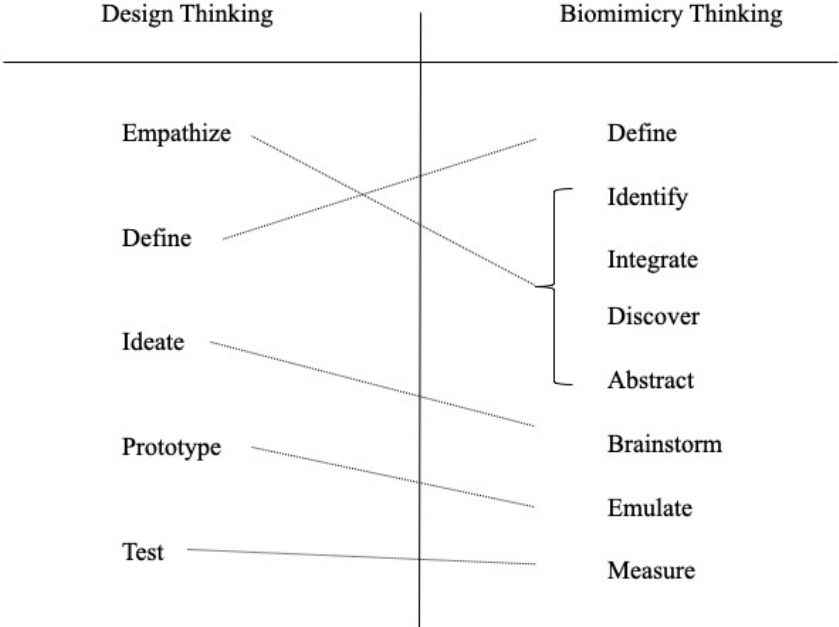 Design Thinking
Biomimicry Thinking
Empathize
Define
Ideate
Prototype
Test
Define
Identify
Integrate
Discover
Abstract
Brainstorm
Emulate
Measure